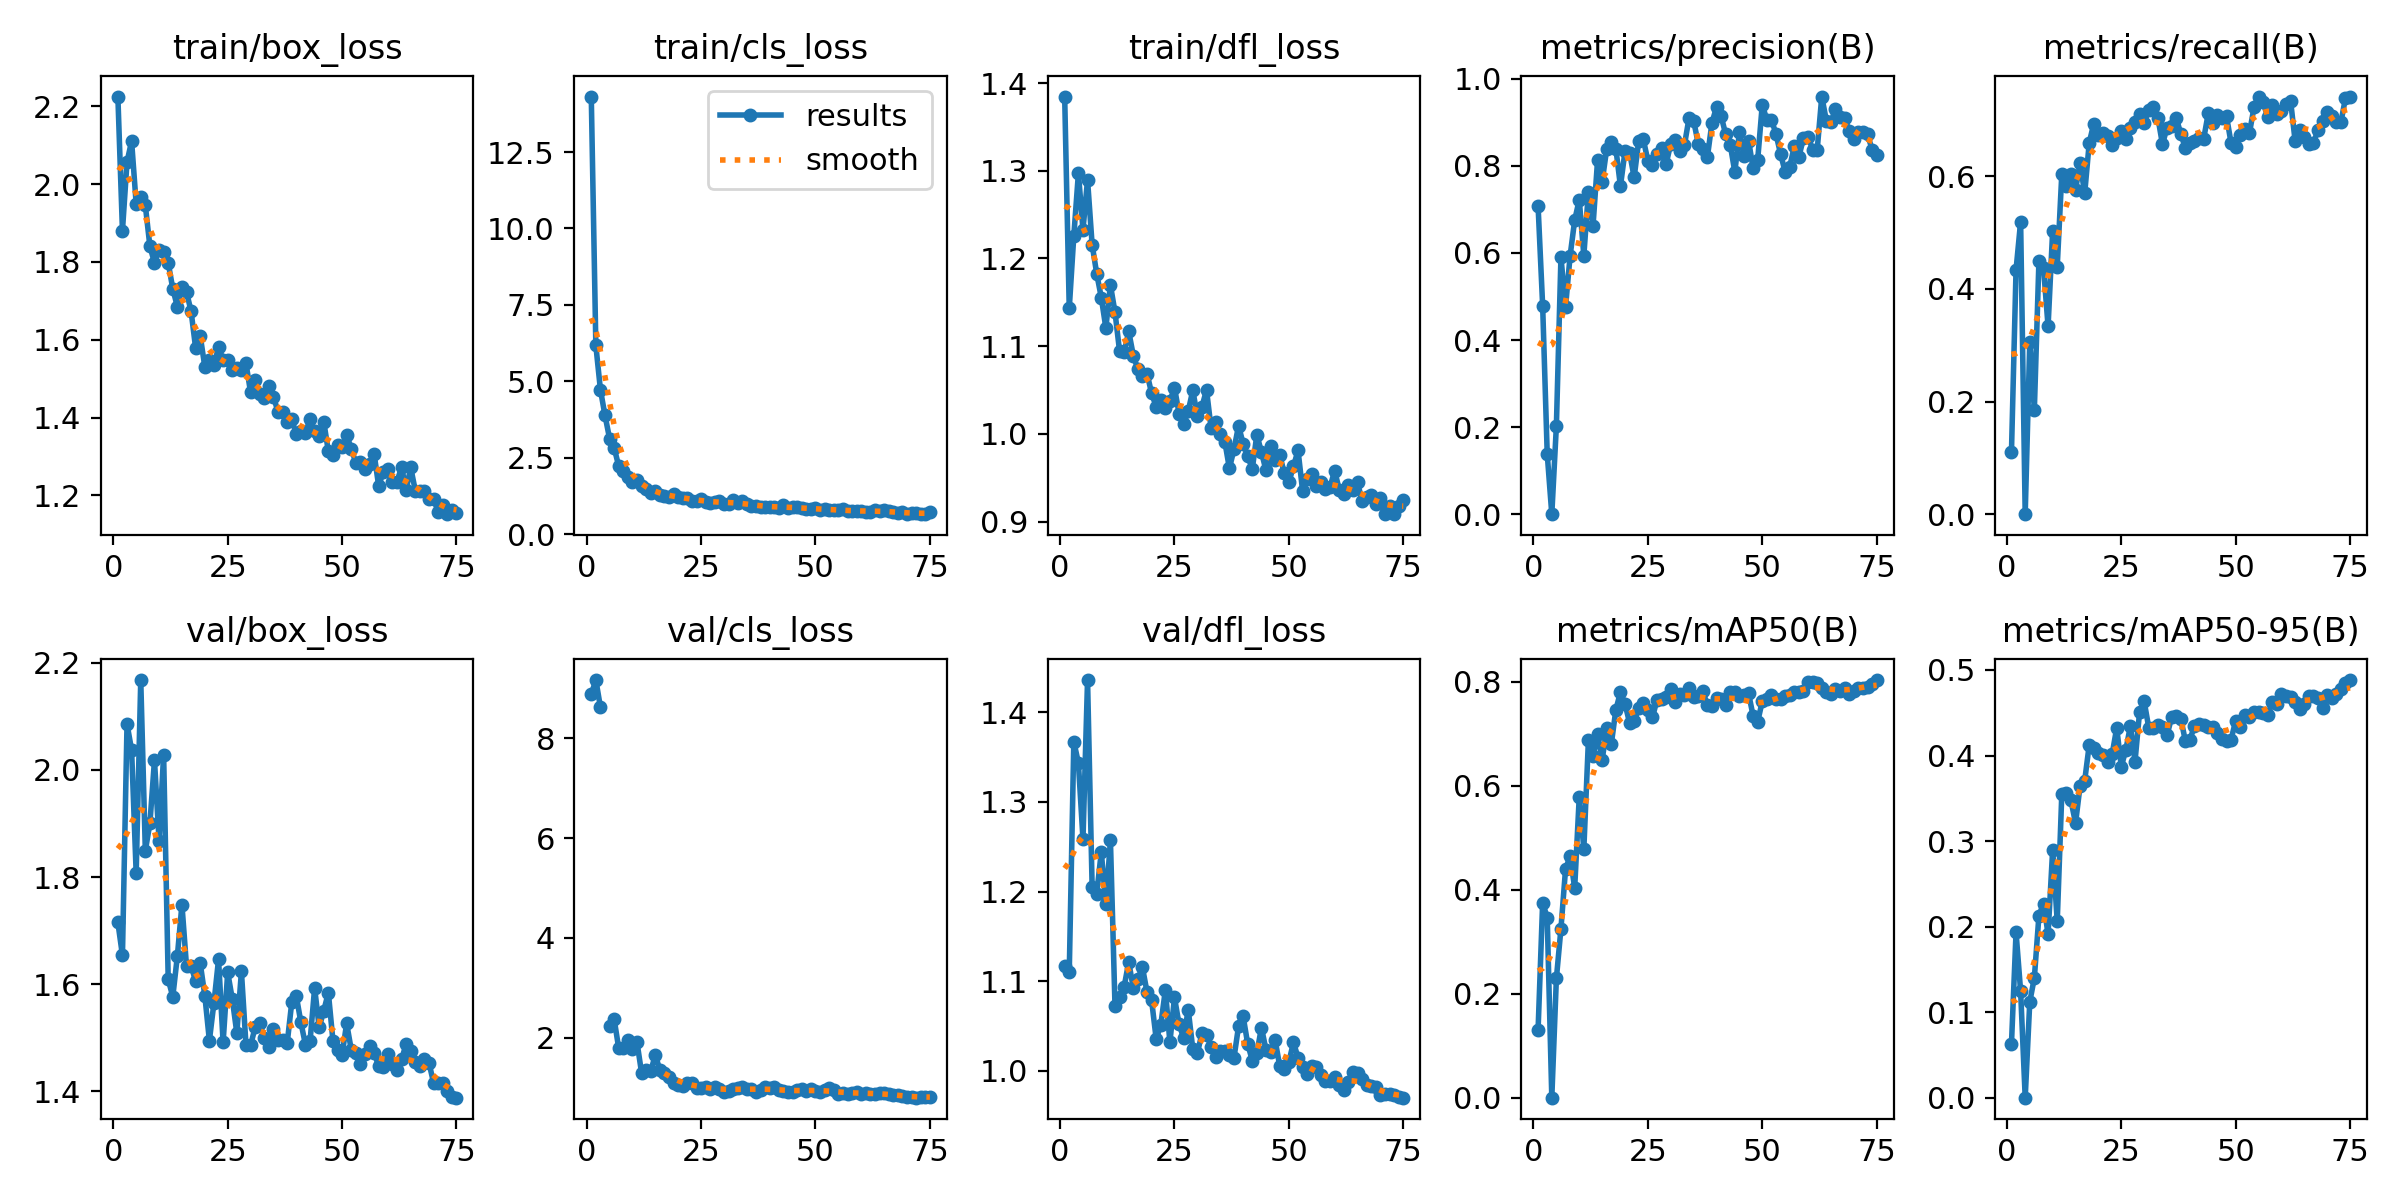 train/box_loss
2.2
2.0
1.8
1.6
1.4
1.2
0 25 50 75
train/cls_loss
results
smooth
12.5
10.0
7.5
5.0
2.5
0.0
0 25 50 75
train/dfl_loss
1.4
1.3
1.2
1.1
1.0
0.9
0 25 50 75
metrics/precision(B)
1.0
0.8
0.6
0.4
0.2
0.0
0 25 50 75
metrics/recall(B)
0.6
0.4
0.2
0.0
0 25 50 75
val/box_loss
2.2
2.0
1.8
1.6
1.4
0 25 50 75
val/cls_loss
8
6
4
2
0 25 50 75
val/dfl_loss
1.4
1.3
1.2
1.1
1.0
0 25 50 75
metrics/mAP50(B)
0.8
0.6
0.4
0.2
0.0
0 25 50 75
metrics/mAP50-95(B)
0.5
0.4
0.3
0.2
0.1
0.0
0 25 50 75